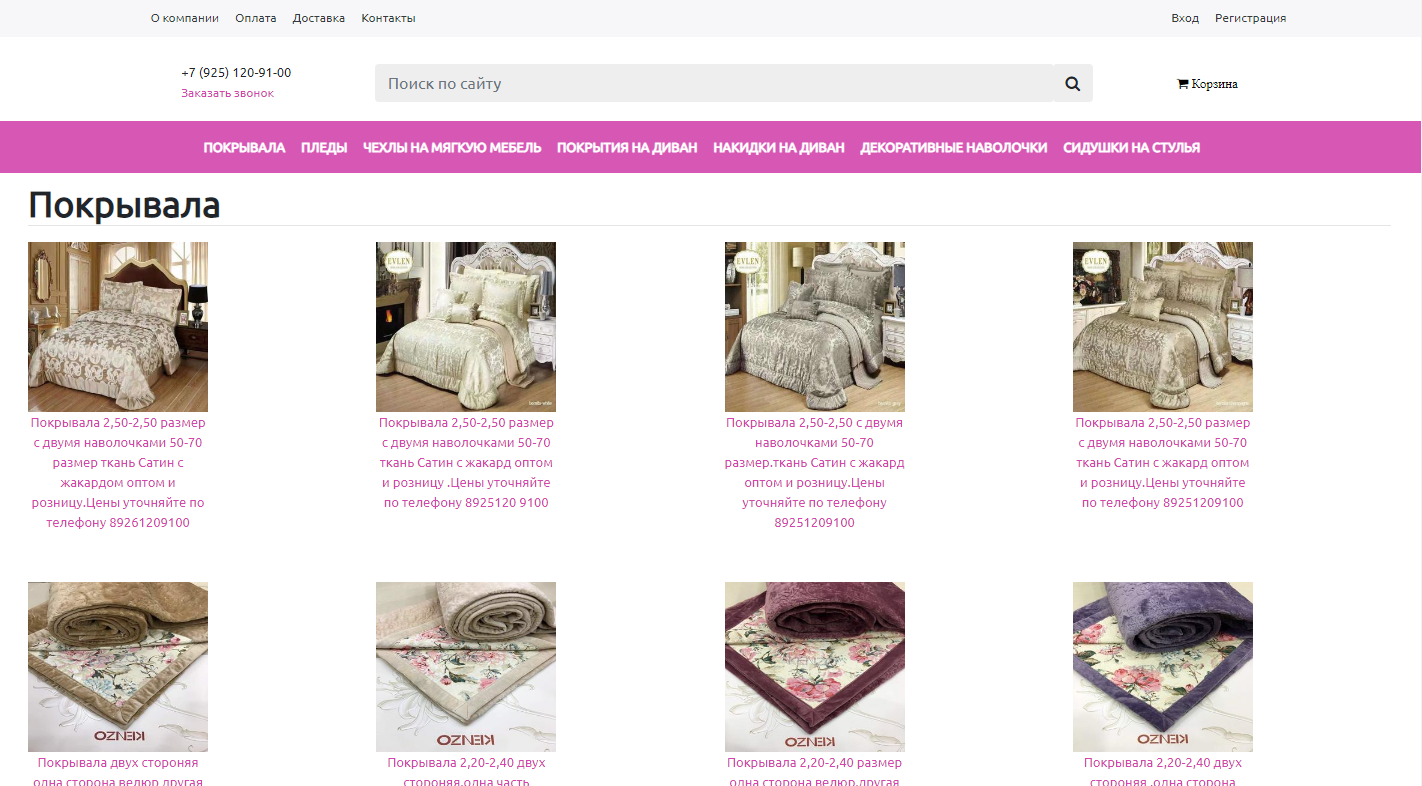 О компании Оплата Доставка Контакты Вход Регистрация
+7 (925) 120-91-00
Заказать звонок
Поиск по сайту
Корзина
ПОКРЫВАЛА ПЛЕДЫ ЧЕХЛЫ НА МЯГКУЮ МЕБЕЛЬ ПОКРЫТИЯ НА ДИВАН НАКИДКИ НА ДИВАН ДЕКОРАТИВНЫЕ НАВОЛОЧКИ СИДУШКИ НА СТУЛЬЯ
Покрывала
EVLEN
EVLEN
EVLEN
Покрывала 2,50-2,50 размер
с двумя наволочками 50-70
размер ткань Сатин с
жакардом оптом и
розницу.Цены уточняйте по
телефону 89261209100
Покрывала 2,50-2,50 размер
с двумя наволочками 50-70
ткань Сатин с жакард оптом
и розницу .Цены уточняйте
по телефону 8925120 9100
Покрывала 2,50-2,50 с двумя
наволочками 50-70
размер.ткань Сатин с жакард
оптом и розницу.Цены
уточняйте по телефону
89251209100
Покрывала 2,50-2,50 размер
с двумя наволочками 50-70
ткань Сатин с жакард оптом
и розницу.Цены уточняйте
по телефону 89251209100
KENZO
KENZO
KENZO
KENZO
Покрывала двух стороняя
одна сторона велюр другая
Покрывала 2,20-2,40 двух
стороняя.одна часть
Покрывала 2,20-2,40 размер
одна сторона велюр.другая
Покрывала 2,20-2,40 двух
стороняя .одна сторона